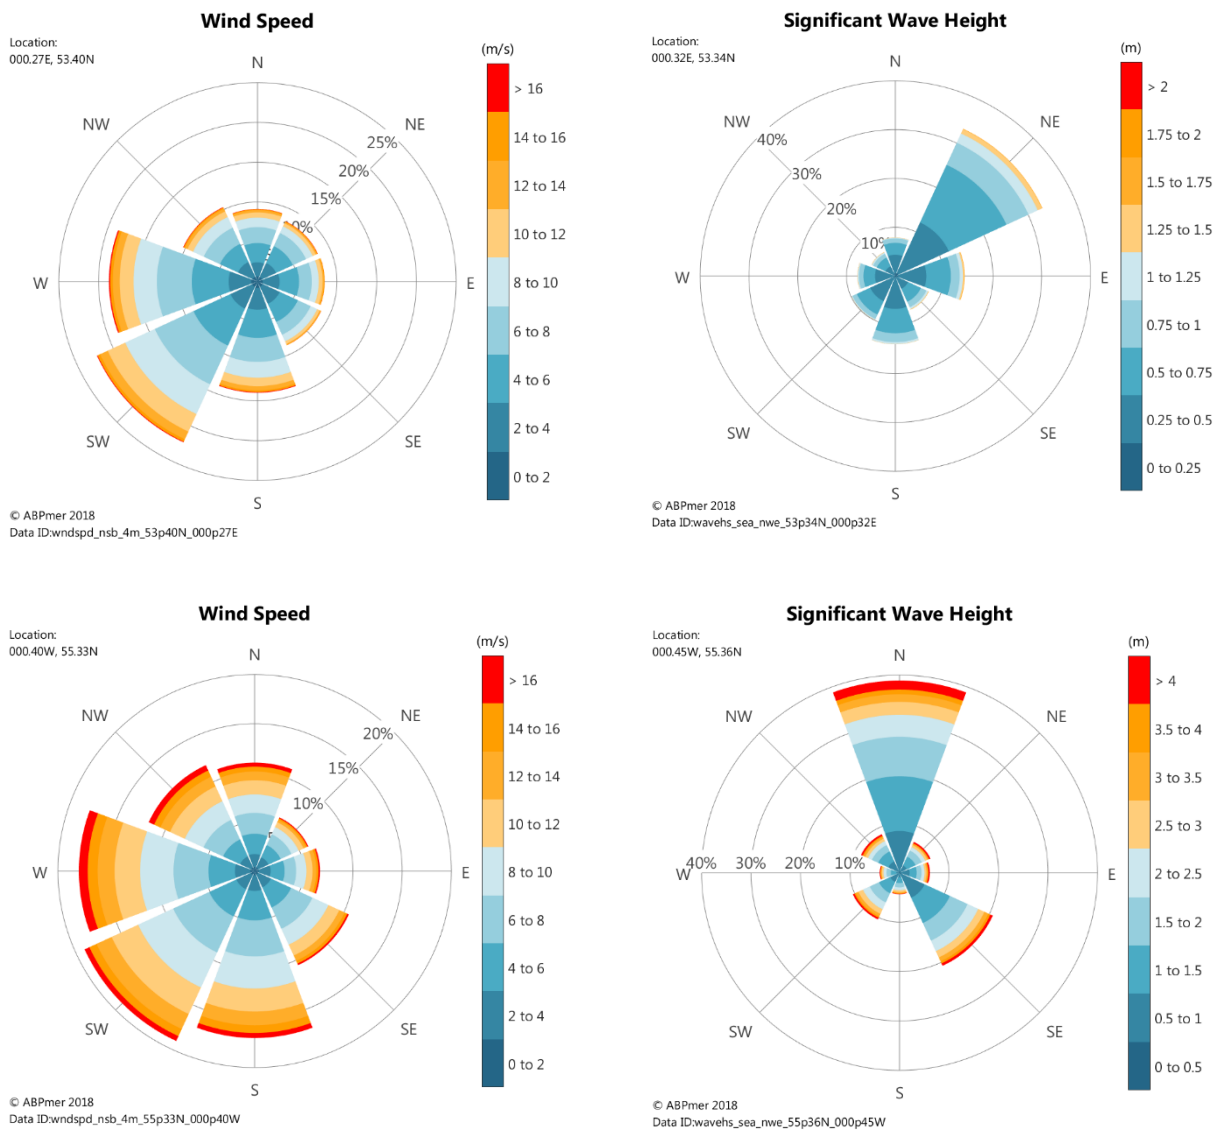 Wind Speed
Location:
000.27E, 53.40N
(m/s)
N
NW
NE
25%
20%
15%
0%
W
E
SW
SE
S
> 16
14 to 16
12 to 14
10 to 12
8 to 10
6 to 8
4 to 6
2 to 4
0 to 2
© ABPmer 2018
Data ID:wndspd_nsb_4m_53p40N_000p27E
Significant Wave Height
Location:
000.32E, 53.34N
(m)
N
NW
NE
40%
30%
20%
10%
W
E
SW
SE
S
> 2
1.75 to 2
1.5 to 1.75
1.25 to 1.5
1 to 1.25
0.75 to 1
0.5 to 0.75
0.25 to 0.5
0 to 0.25
© ABPmer 2018
Data ID:wavehs_sea_nwe_53p34N_000p32E
Wind Speed
Location:
000.40W, 55.33N
(m/s)
N
NW
NE
20%
15%
10%
W
E
SW
SE
S
> 16
14 to 16
12 to 14
10 to 12
8 to 10
6 to 8
4 to 6
2 to 4
0 to 2
© ABPmer 2018
Data ID:wndspd_nsb_4m_55p33N_000p40W
Significant Wave Height
Location:
000.45W, 55.36N
(m)
N
NW
NE
40%
30%
20%
10%
W
E
SW
SE
S
> 4
3.5 to 4
3 to 3.5
2.5 to 3
2 to 2.5
1.5 to 2
1 to 1.5
0.5 to 1
0 to 0.5
© ABPmer 2018
Data ID:wavehs_sea_nwe_55p36N_000p45W